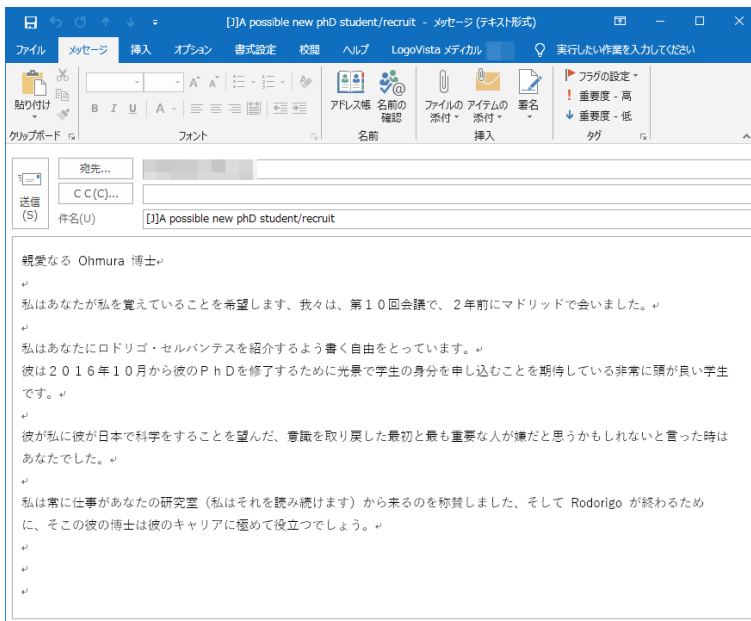 [J]A possible new phD student/recruit - メッセージ (テキスト形式)
ファイル メッセージ 挿入 オプション 書式設定 校閲 ヘルプ LogoVista メディカル 実行したい作業を入力してください
貼り付け
クリップボード
B I U A
フォント
アドレス帳 名前の確認
名前
ファイルの添付 アイテムの添付 署名
挿入
フラグの設定
! 重要度 - 高
重要度 - 低
タグ
送信
(S)
宛先...
C C(C)...
件名(U) [J]A possible new phD student/recruit
親愛なる Ohmura 博士
私はあなたが私を覚えていることを希望します、我々は、第10回会議で、2年前にマドリッドで会いました。
私はあなたにロドリゴ・セルバンテスを紹介するよう書く自由をとっています。
彼は2016年10月から彼のPhDを修了するために光景で学生の身分を申し込むことを期待している非常に頭が良い学生
です。
彼が私に彼が日本で科学をすることを望んだ、意識を取り戻した最初と最も重要な人が嫌だと思うかもしれないと言った時は
あなたでした。
私は常に仕事があなたの研究室(私はそれを読み続けます)から来るのを称賛しました、そして Rodorigo が終わるため
に、そこの彼の博士は彼のキャリアに極めて役立つでしょう。